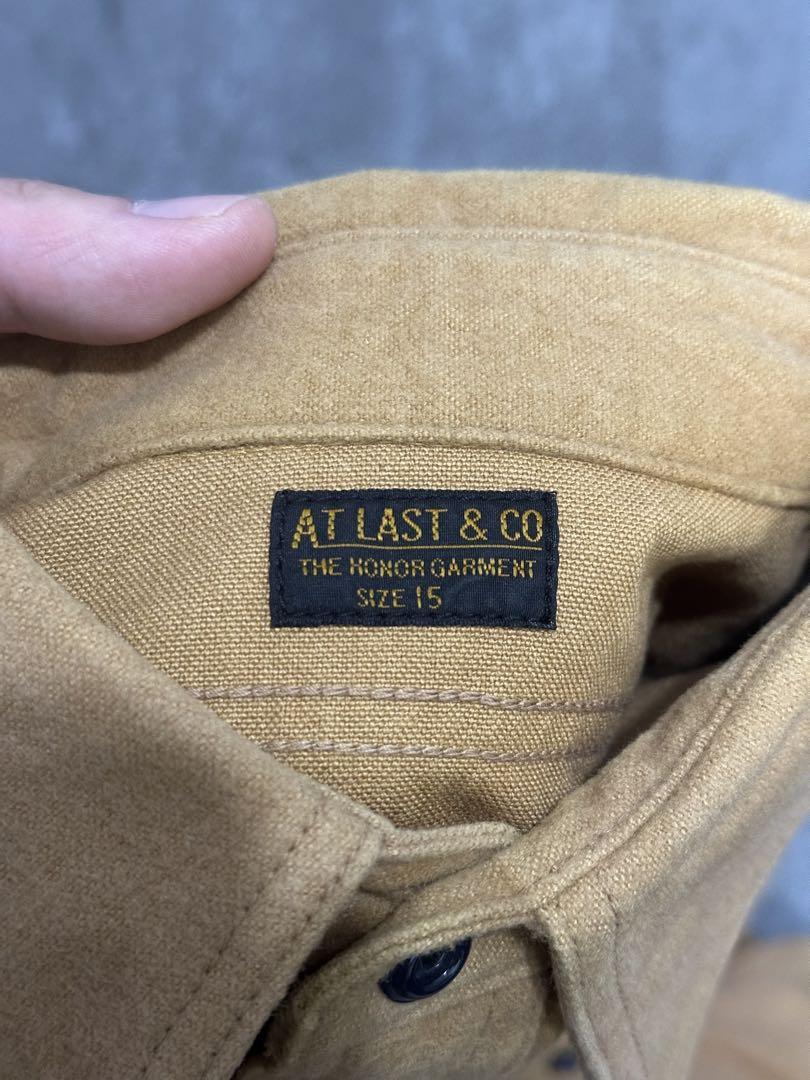 AT LAST & CO
THE HONOR GARMENT
SIZE 15